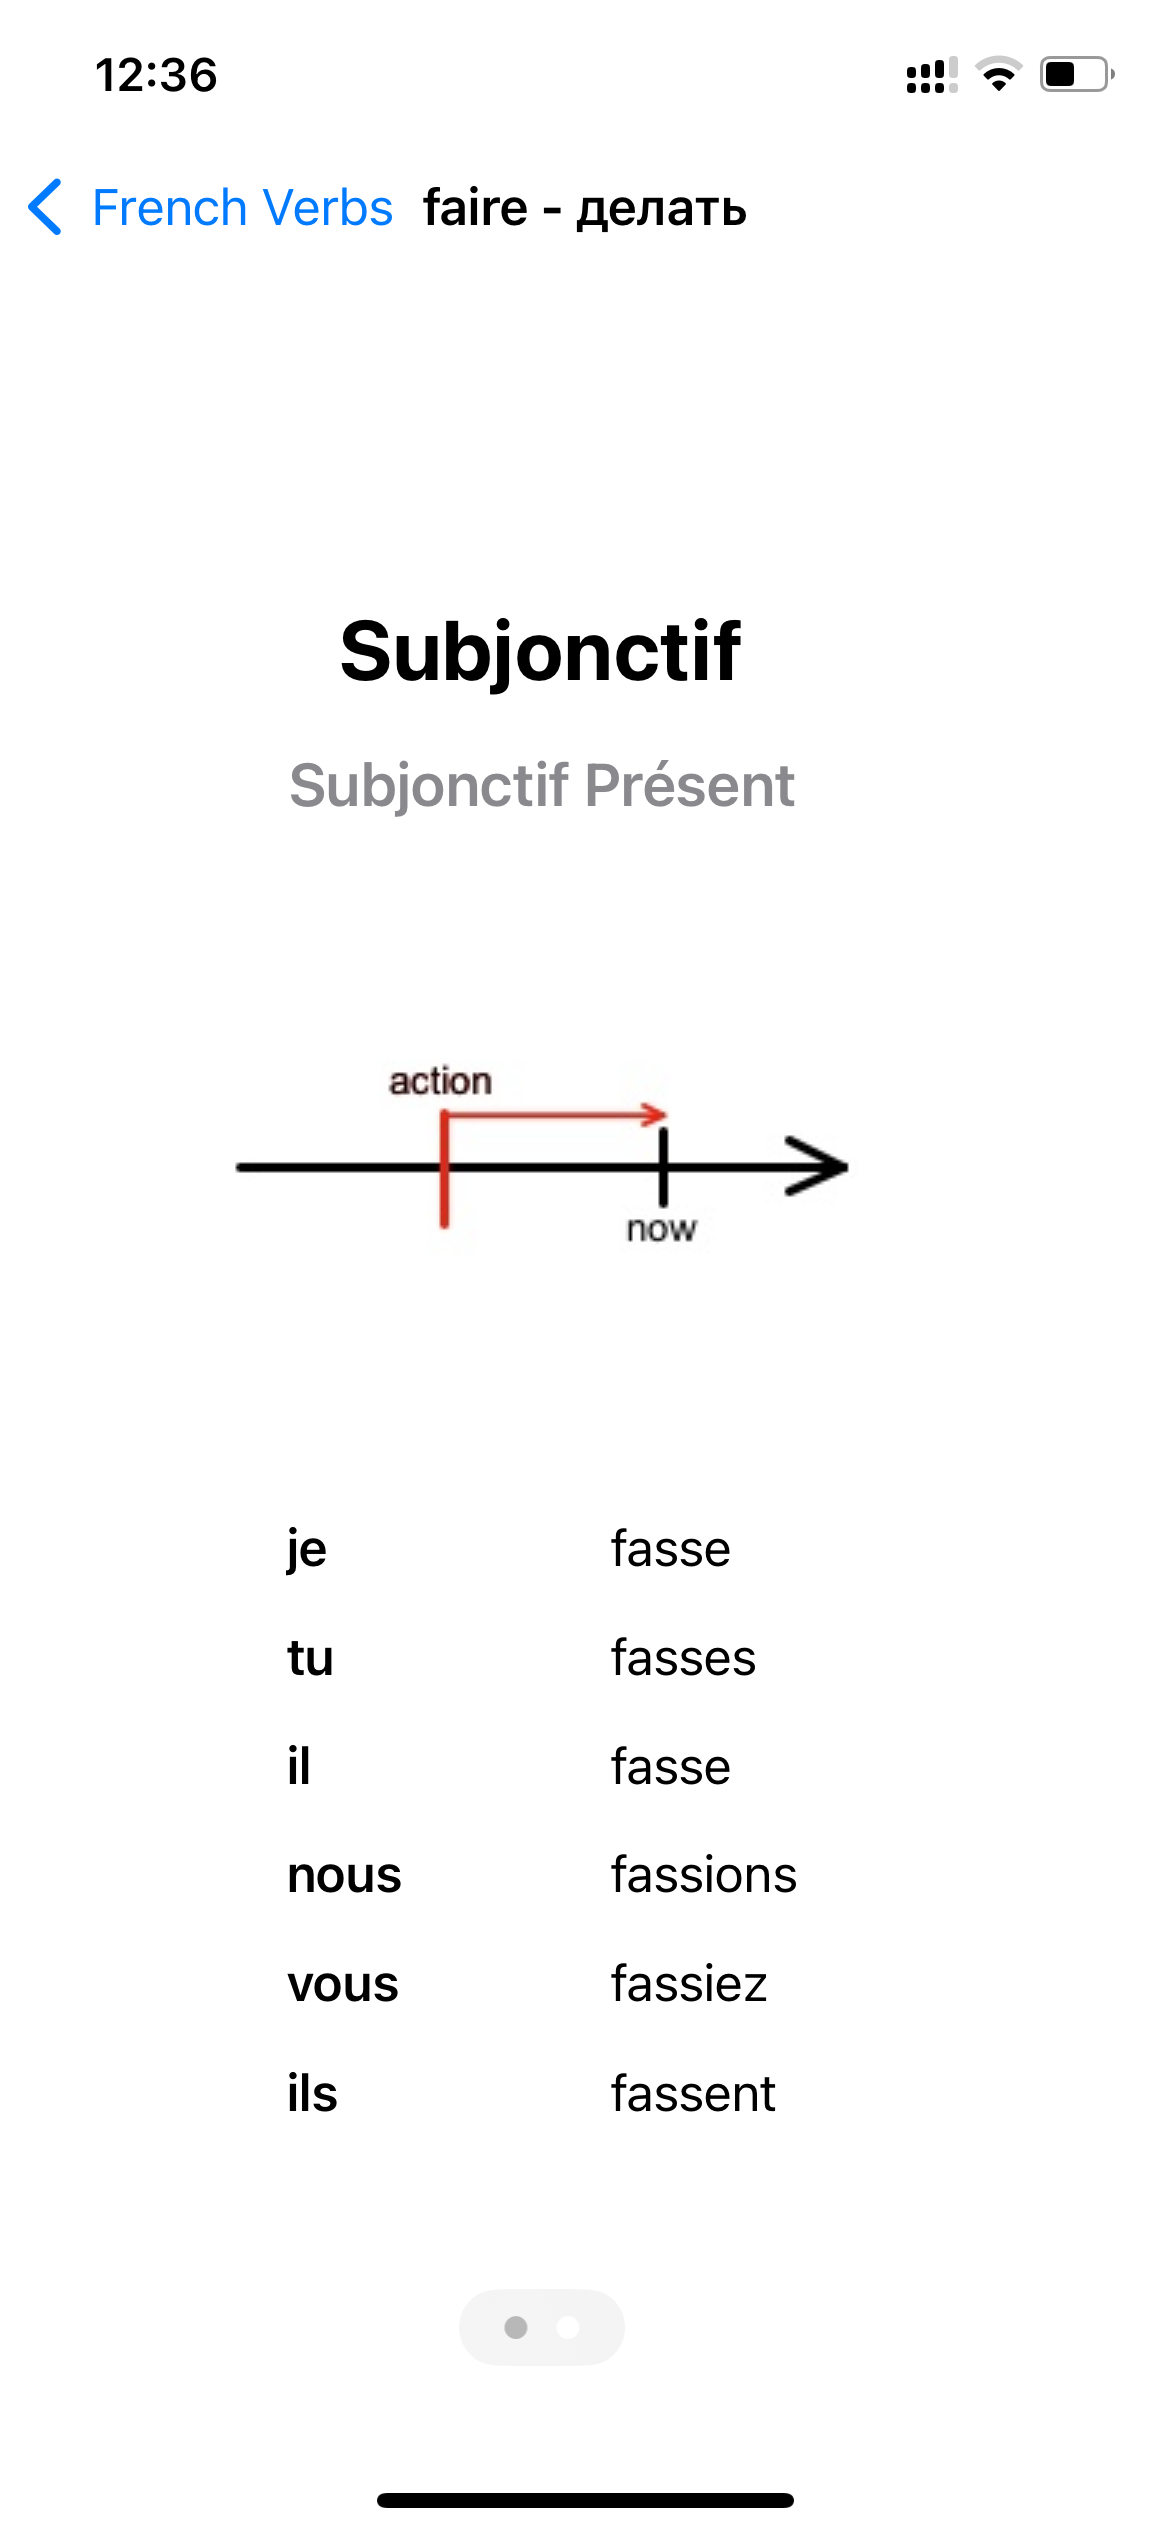 12:36
French Verbs faire - делать
Subjonctif
Subjonctif Présent
action
now
je fasse
tu fasses
il fasse
nous fassions
vous fassiez
ils fassent